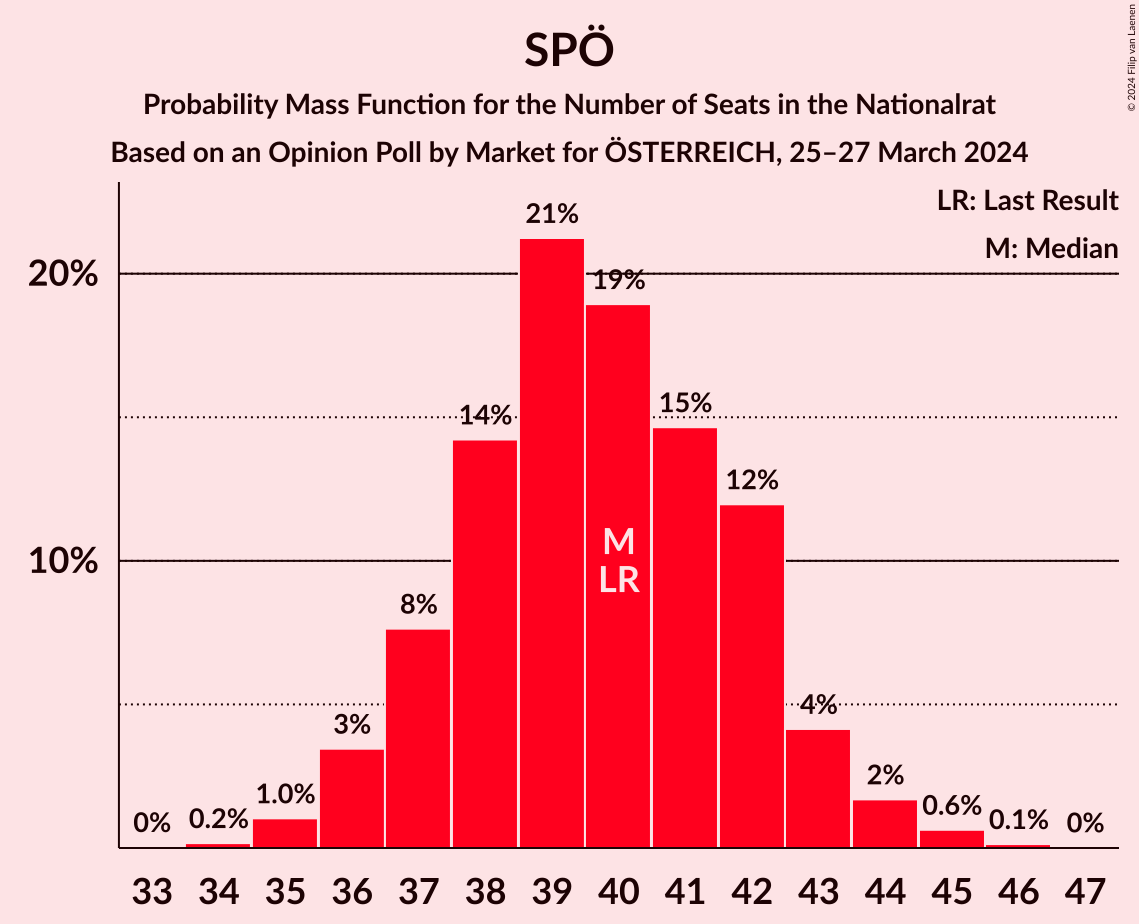 © 2024 Filip van Laenen
SPÖ
Probability Mass Function for the Number of Seats in the Nationalrat
Based on an Opinion Poll by Market for ÖSTERREICH, 25–27 March 2024
LR: Last Result
M: Median
20%
10%
0%
0.2%
1.0%
3%
8%
14%
21%
19%
15%
12%
4%
2%
0.6%
0.1%
0%
M
LR
33 34 35 36 37 38 39 40 41 42 43 44 45 46 47